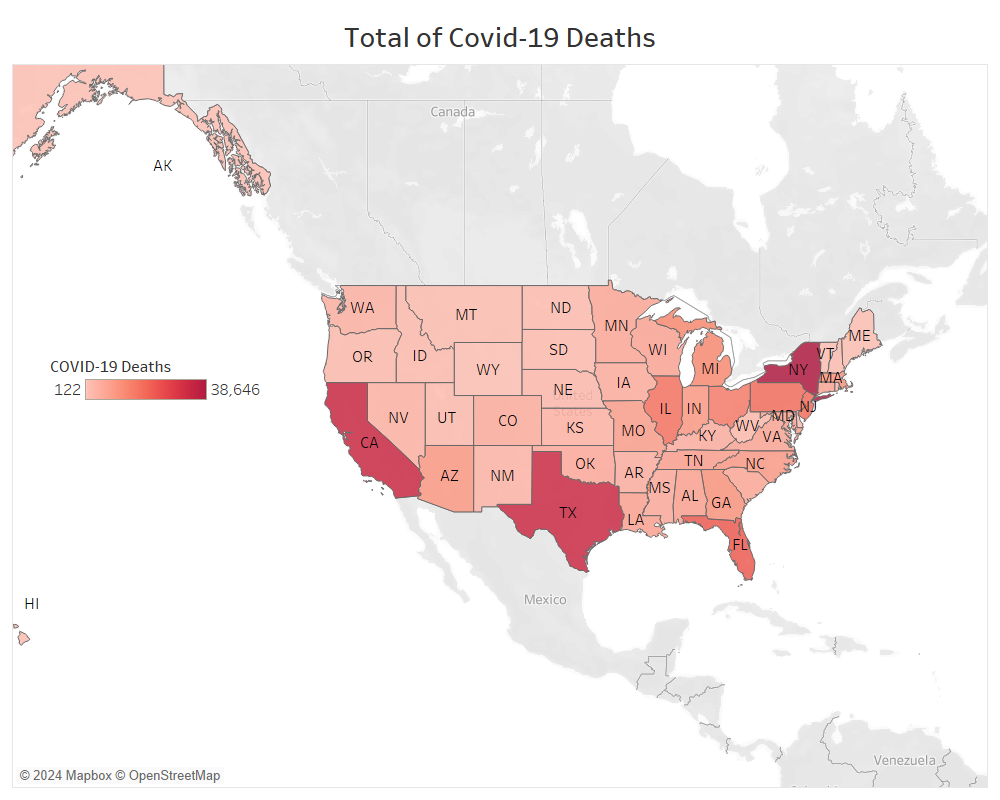 Total of Covid-19 Deaths
Canada
AK
WA
MT
ND
ME
MN
VT
OR
ID
SD
WI
WY
MI
NY
MA
COVID-19 Deaths
122
38,646
NE
IA
United
States
NV
UT
CO
IL
IN
NJ
MD
CA
KS
MO
WV
KY
VA
AZ
NM
OK
AR
TN
NC
MS
AL
GA
TX
LA
FL
HI
Mexico
Venezuela
© 2024 Mapbox © OpenStreetMap